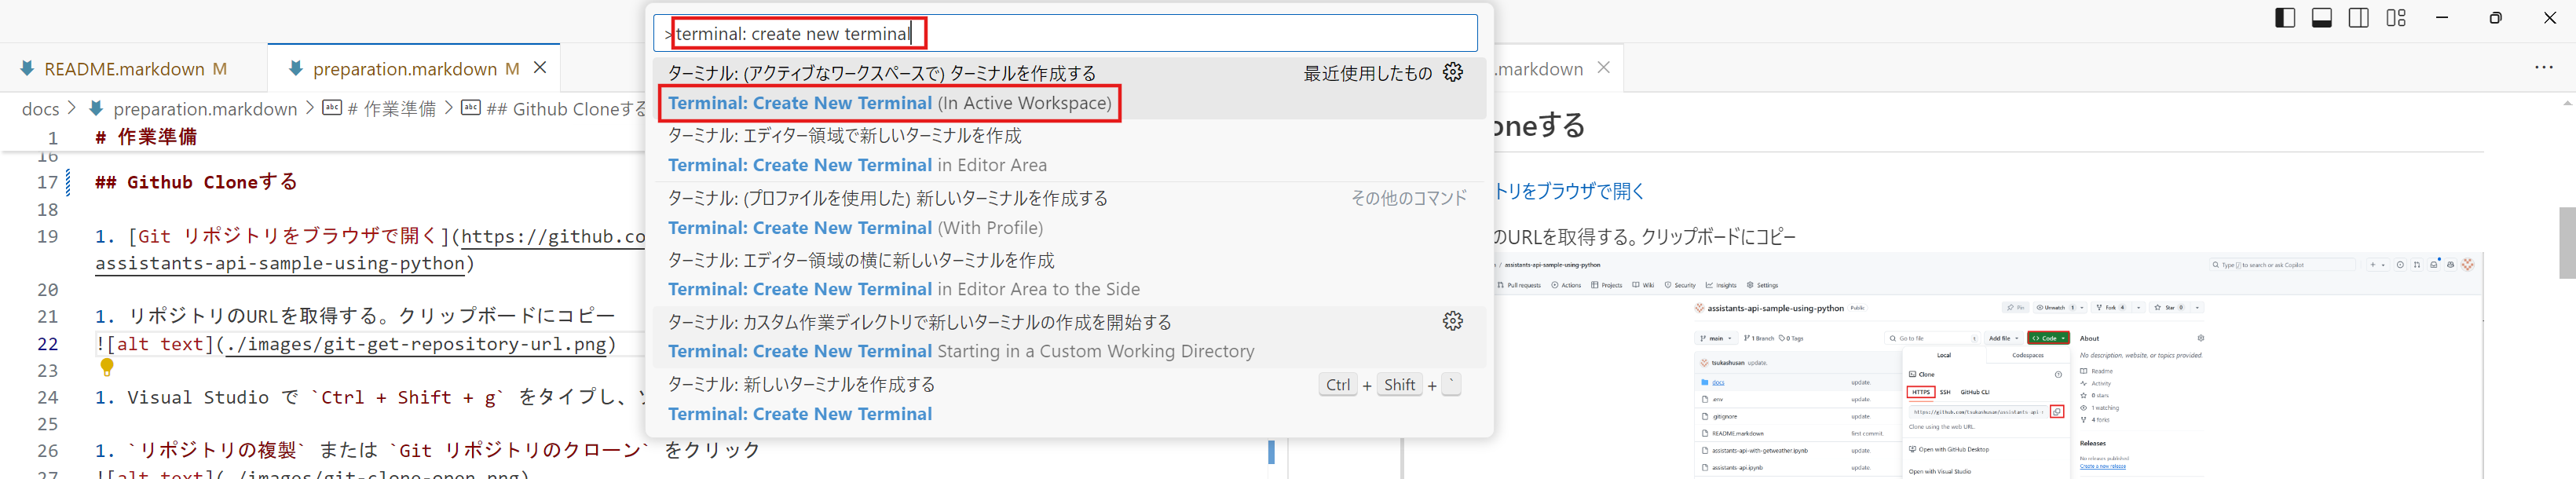 >terminal: create new terminal
README.markdown M
preparation.markdown M
.markdown
docs > preparation.markdown > # 作業準備 > ## Github Cloneする
1 # 作業準備
16
17 ## Github Cloneする
18
19 1. [Git リポジトリをブラウザで開く](https://github.co
assistants-api-sample-using-python)
20
21 1. リポジトリのURLを取得する。クリップボードにコピー
22 ![alt text](./images/git-get-repository-url.png)
23
24 1. Visual Studio で `Ctrl + Shift + g` をタイプし、
25
26 1. `リポジトリの複製` または `Git リポジトリのクローン` をクリック
27 ![alt text](./images/git-clone-open.png)
ターミナル: (アクティブなワークスペースで) ターミナルを作成する 最近使用したもの
Terminal: Create New Terminal (In Active Workspace)
ターミナル: エディター領域で新しいターミナルを作成
Terminal: Create New Terminal in Editor Area
ターミナル: (プロファイルを使用した) 新しいターミナルを作成する その他のコマンド
Terminal: Create New Terminal (With Profile)
ターミナル: エディター領域の横に新しいターミナルを作成
Terminal: Create New Terminal in Editor Area to the Side
ターミナル: カスタム作業ディレクトリで新しいターミナルの作成を開始する
Terminal: Create New Terminal Starting in a Custom Working Directory
ターミナル: 新しいターミナルを作成する Ctrl + Shift + `
Terminal: Create New Terminal
oneする
トリをブラウザで開く
のURLを取得する。クリップボードにコピー
/ assistants-api-sample-using-python
Type / to search or ask Copilot
Pull requests Actions Projects Wiki Security Insights Settings
assistants-api-sample-using-python Public
Pin Unwatch 1 Fork 4 Star 0
main 1 Branch 0 Tags Go to file Add file Code
tsukashusan update.
docs update.
.env update.
.gitignore update.
README.markdown first commit.
assistants-api-with-getweather.ipynb update
assistants-api.ipynb update.
Local Codespaces
Clone
HTTPS SSH GitHub CLI
Clone using the web URL.
Open with GitHub Desktop
Open with Visual Studio
About
No description, website, or topics provided.
Readme
Activity
0 stars
1 watching
4 forks
Releases
No releases published
Create a new release